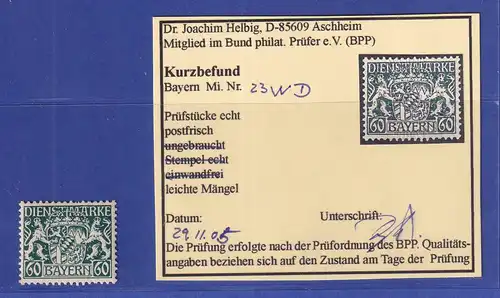 Dr. Joachim Helbig, D-85609 Aschheim
Mitglied im Bund philat. Prüfer e.V. (BPP)
Kurzbefund
Bayern Mi. Nr. 23 W D
Prüfstücke echt
postfrisch
ungebraucht
Stempel echt
einwandfrei
leichte Mängel
Datum:
29.11.05
Unterschrift:
Die Prüfung erfolgte nach der Prüfordnung des BPP. Qualitäts-
angaben beziehen sich auf den Zustand am Tage der Prüfung
DIENSTMARKE
60 BAYERN 60
DIENSTMARKE
60 BAYERN 60